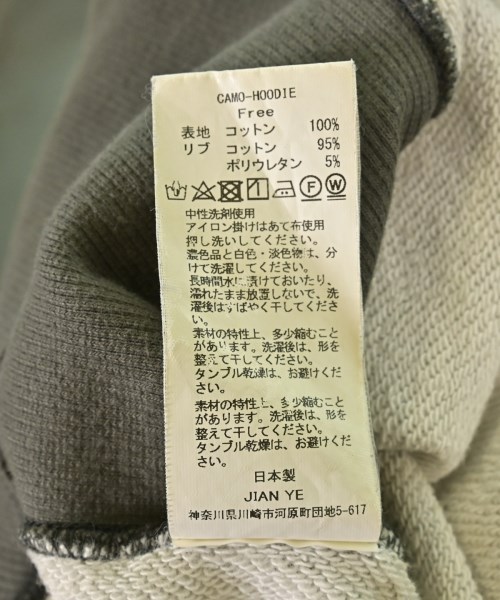 CAMO-HOODIE
Free
表地 コットン 100%
リブ コットン 95%
ポリウレタン 5%
F W
中性洗剤使用
アイロン掛けはあて布使用
押し洗いしてください。
濃色品と白色・淡色物は、分
けて洗濯してください。
長時間水に漬けておいたり、
濡れたまま放置しないで、洗
濯後はすばやく干してくださ
い。
素材の特性上、多少縮むこと
があります。洗濯後は、形を
整えて干してください。
タンブル乾燥は、お避けくだ
さい。
素材の特性上、多少縮むこと
があります。洗濯後は、形を
整えて干してください。
タンブル乾燥は、お避けくだ
さい。
日本製
JIAN YE
神奈川県川崎市河原町団地5-617